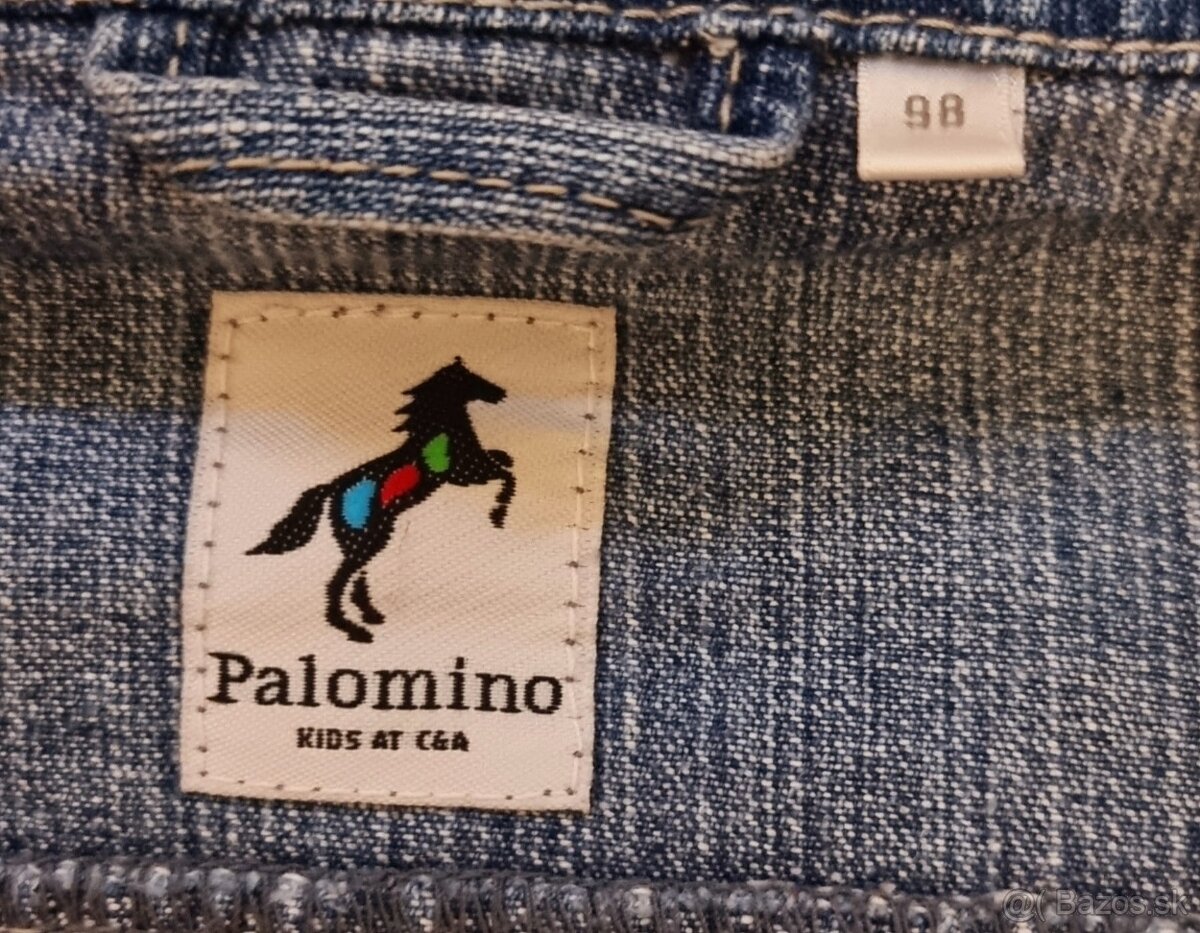 98
Palomino
KIDS AT C&A
@( Bazos.sk